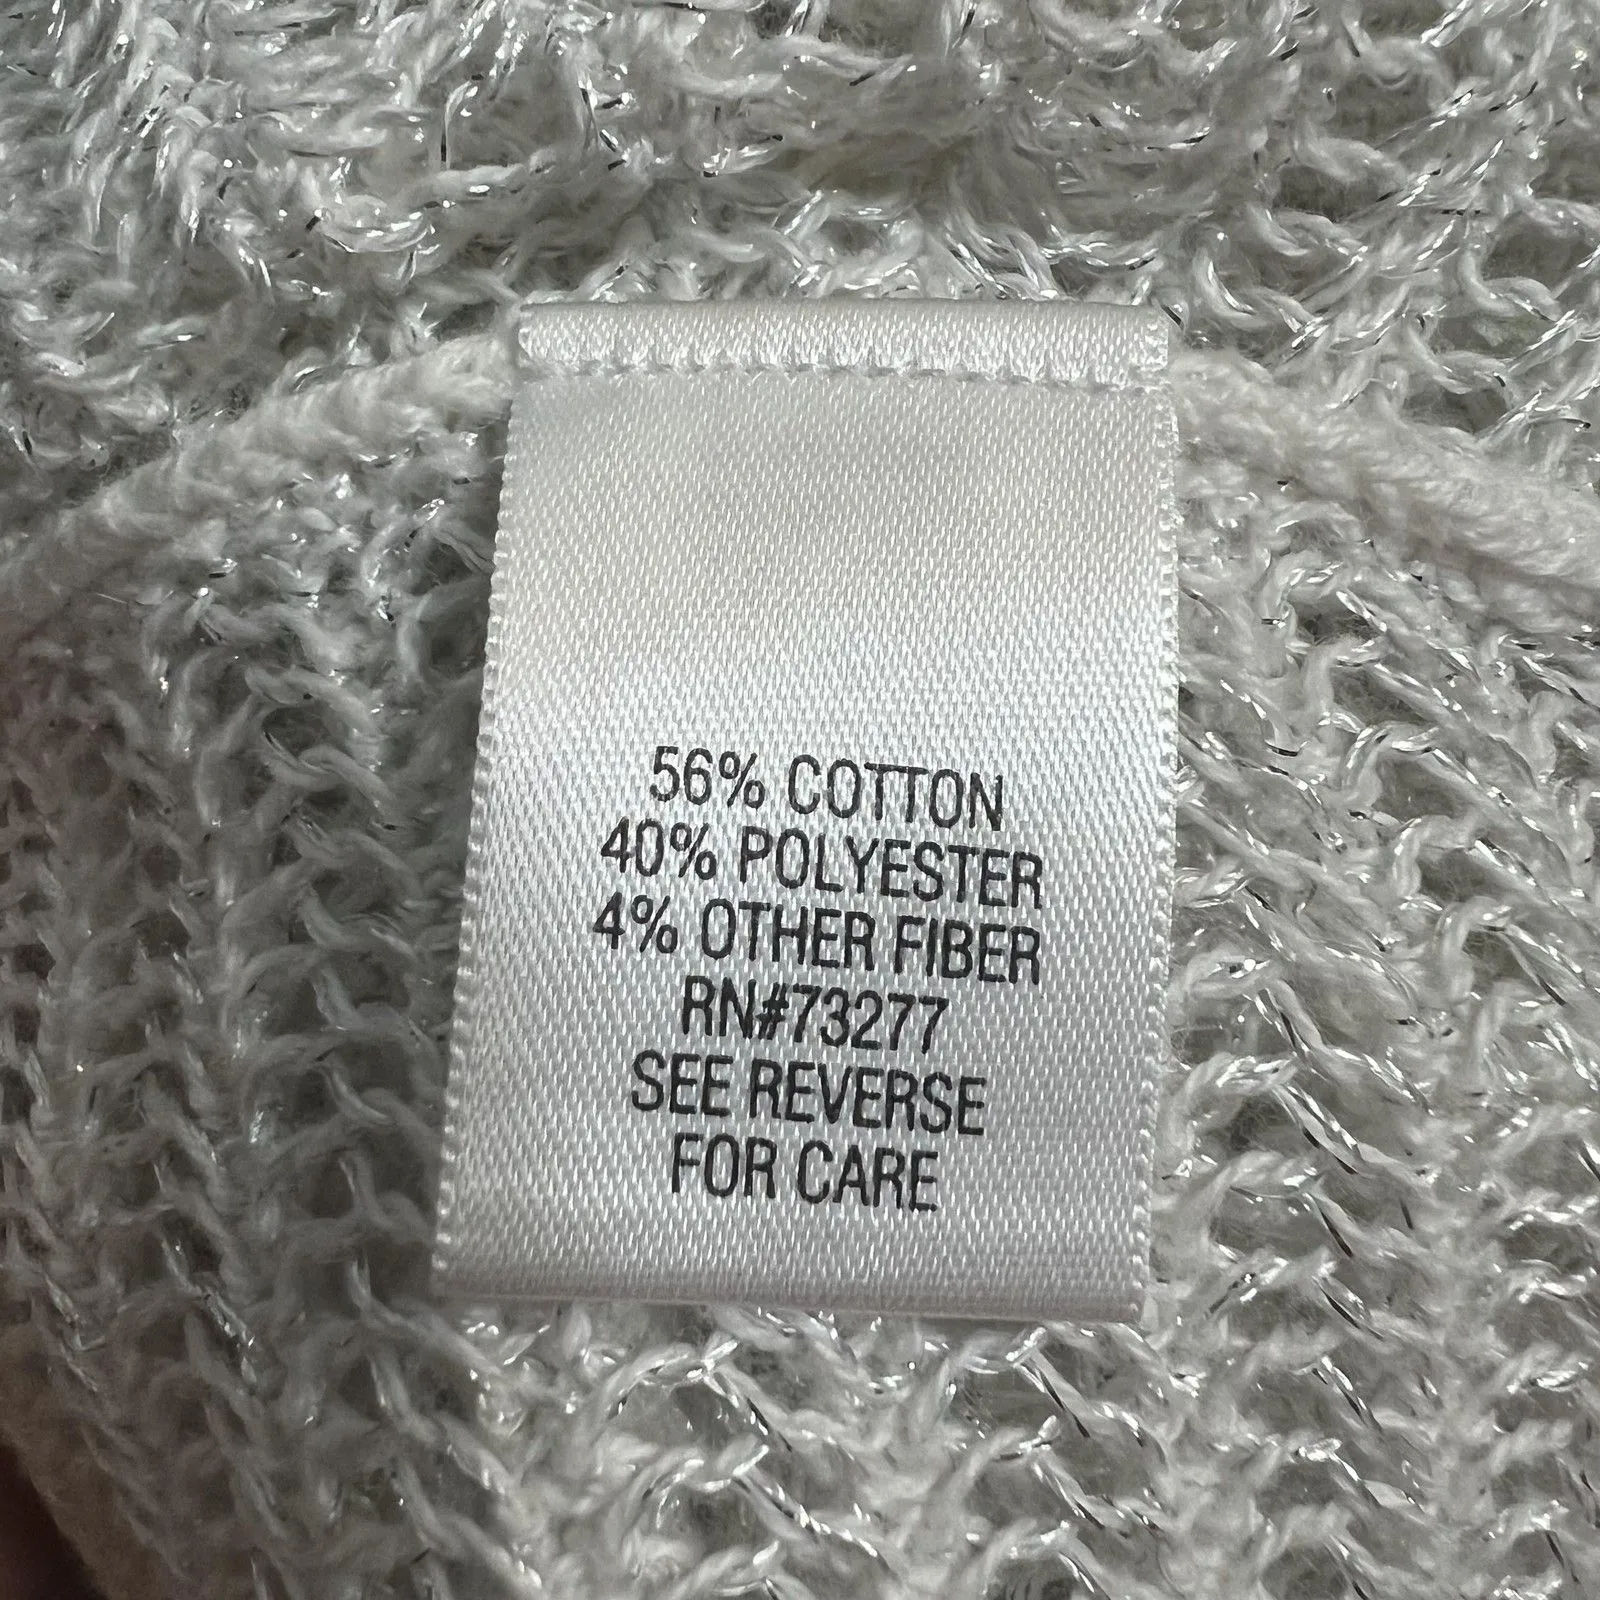 56% COTTON
40% POLYESTER
4% OTHER FIBER
RN#73277
SEE REVERSE
FOR CARE